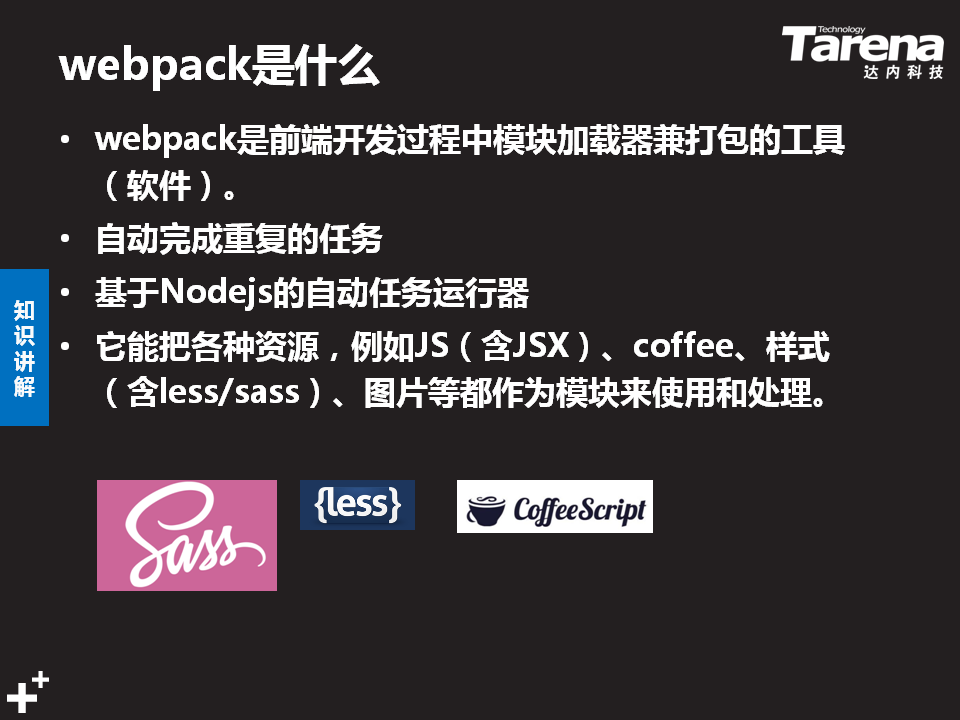 Technology
Tarena
达内科技
webpack是什么
• webpack是前端开发过程中模块加载器兼打包的工具
（软件）。
• 自动完成重复的任务
• 基于Nodejs的自动任务运行器
• 它能把各种资源，例如JS（含JSX）、coffee、样式
（含less/sass）、图片等都作为模块来使用和处理。
知识讲解
Sass
{less}
CoffeeScript